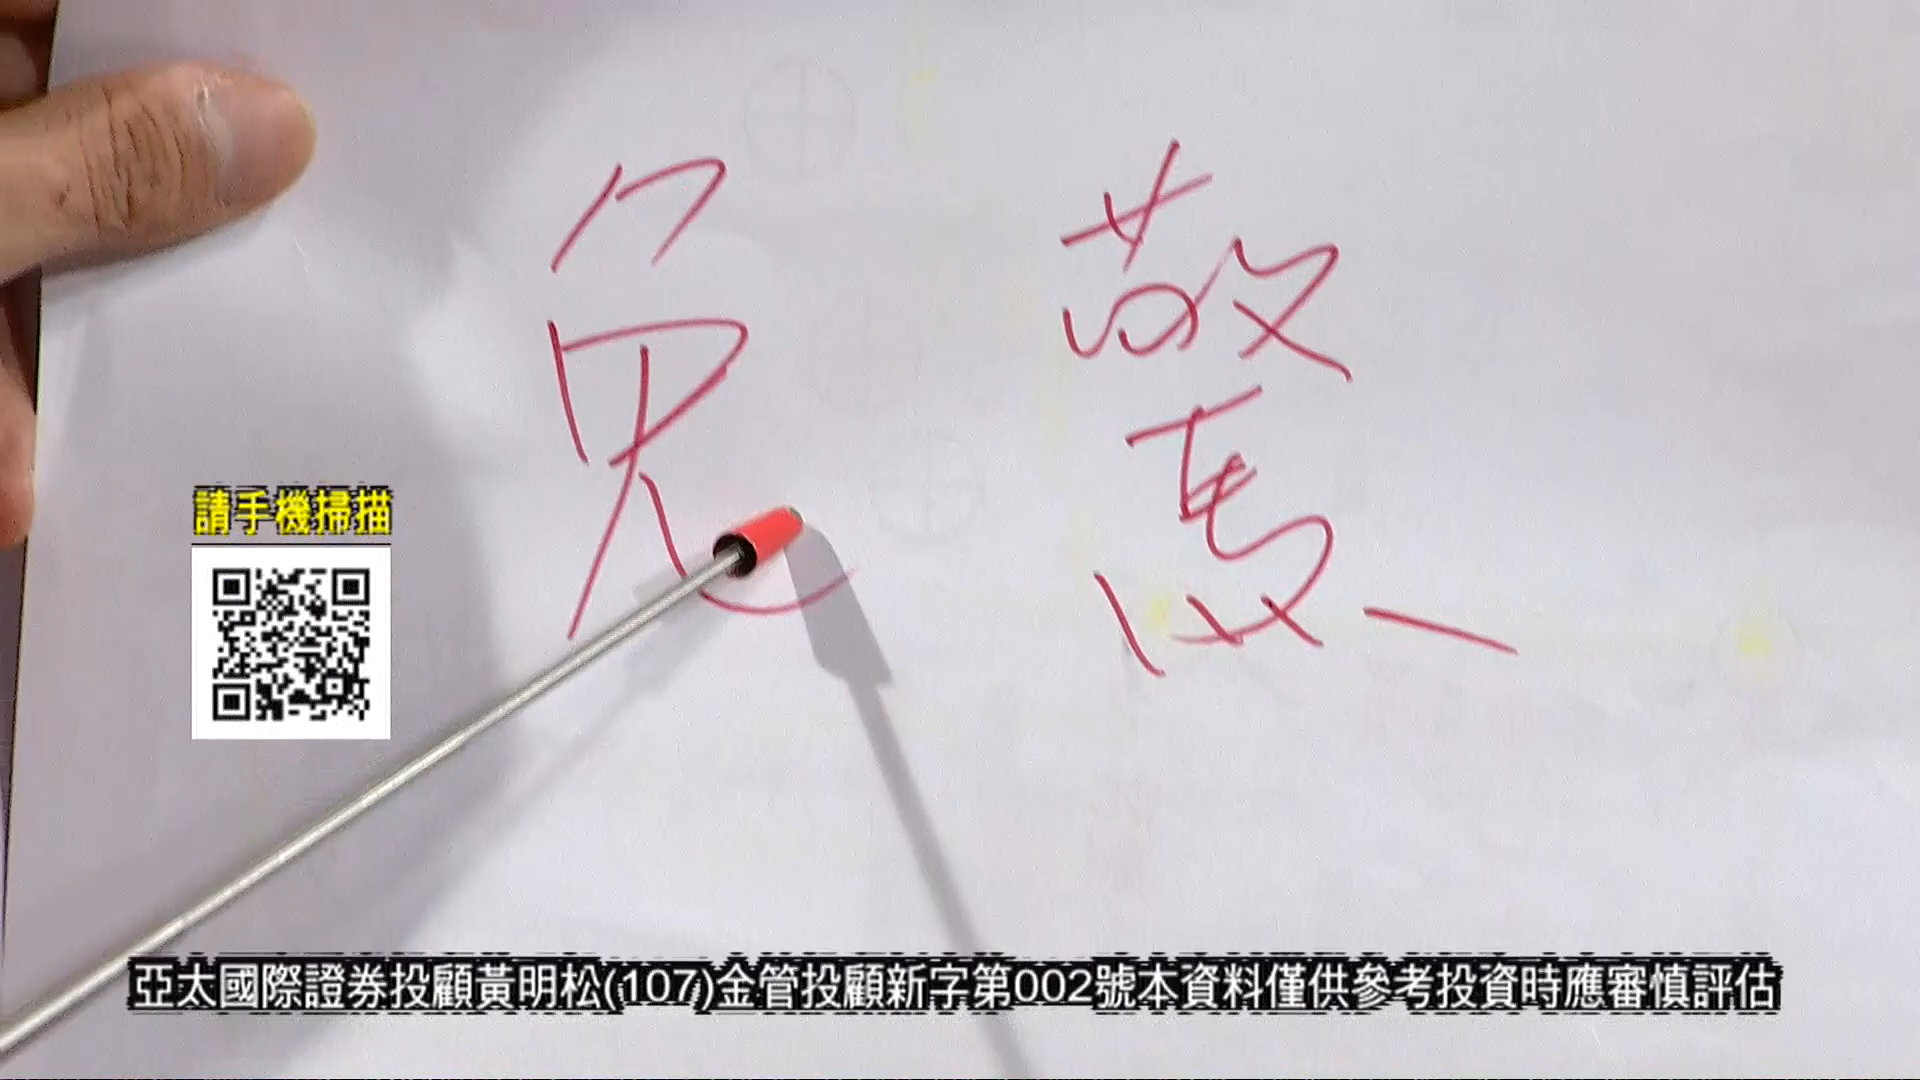 驚
兔
請手機掃描
亞太國際證券投顧黃明松(107)金管投顧新字第002號本資料僅供參考投資時應審慎評估